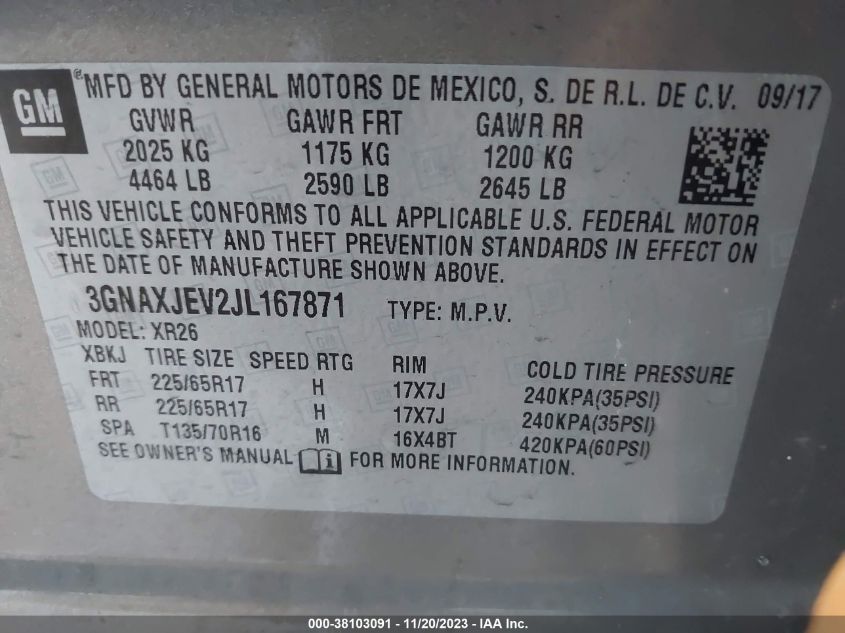 GM
® MFD BY GENERAL MOTORS DE MEXICO, S. DE R.L. DE C.V. 09/17
GVWR GAWR FRT GAWR RR
2025 KG 1175 KG 1200 KG
4464 LB 2590 LB 2645 LB
THIS VEHICLE CONFORMS TO ALL APPLICABLE U.S. FEDERAL MOTOR
VEHICLE SAFETY AND THEFT PREVENTION STANDARDS IN EFFECT ON
THE DATE OF MANUFACTURE SHOWN ABOVE.
3GNAXJEV2JL167871 TYPE: M.P.V.
MODEL: XR26
XBKJ TIRE SIZE SPEED RTG RIM COLD TIRE PRESSURE
FRT 225/65R17 H 17X7J 240KPA(35PSI)
RR 225/65R17 H 17X7J 240KPA(35PSI)
SPA T135/70R16 M 16X4BT 420KPA(60PSI)
SEE OWNER'S MANUAL FOR MORE INFORMATION.
000-38103091 - 11/20/2023 - IAA Inc.